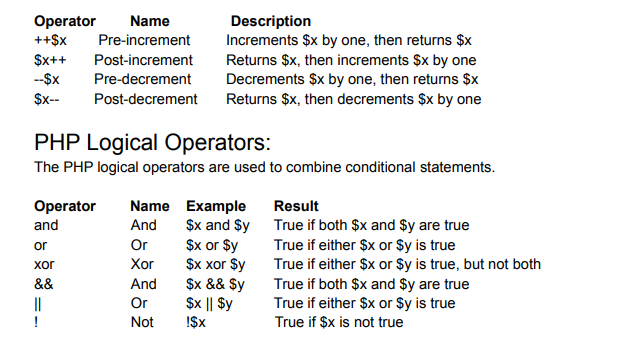 Operator Name Description
++$x Pre-increment Increments $x by one, then returns $x
$x++ Post-increment Returns $x, then increments $x by one
--$x Pre-decrement Decrements $x by one, then returns $x
$x-- Post-decrement Returns $x, then decrements $x by one
PHP Logical Operators:
The PHP logical operators are used to combine conditional statements.
Operator Name Example Result
and And $x and $y True if both $x and $y are true
or Or $x or $y True if either $x or $y is true
xor Xor $x xor $y True if either $x or $y is true, but not both
&& And $x && $y True if both $x and $y are true
|| Or $x || $y True if either $x or $y is true
! Not !$x True if $x is not true